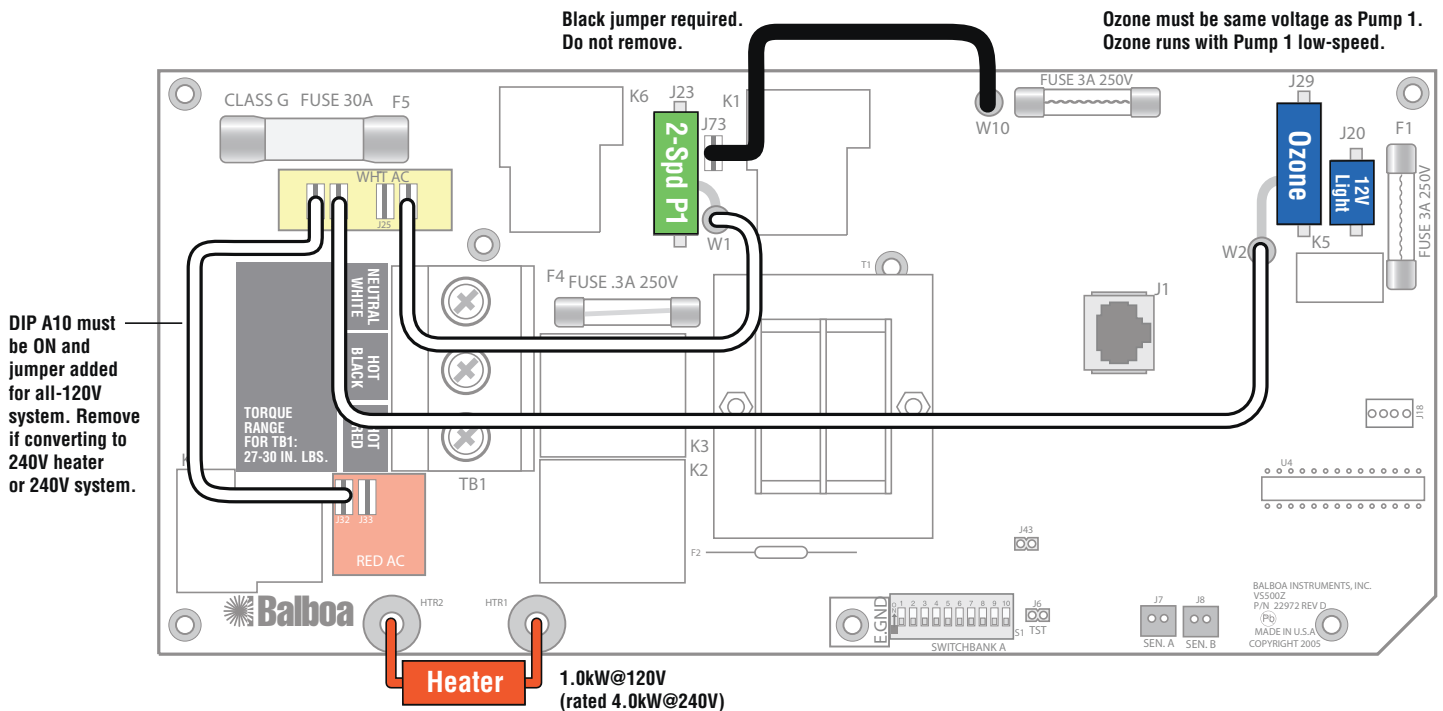 Black jumper required.
Do not remove.
Ozone must be same voltage as Pump 1.
Ozone runs with Pump 1 low-speed.
CLASS G FUSE 30A F5
K6
J23
J73
K1
2-Spd P1
W1
W10
FUSE 3A 250V
J29
Ozone
J20
12V
Light
F1
FUSE 3A 250V
K5
W2
WHT AC
J25
NEUTRAL
WHITE
HOT
BLACK
HOT
RED
F4 FUSE .3A 250V
T1
J1
DIP A10 must
be ON and
jumper added
for all-120V
system. Remove
if converting to
240V heater
or 240V system.
TORQUE
RANGE
FOR TB1:
27-30 IN. LBS.
TB1
K3
K2
J18
U4
J32 J33
RED AC
F2
J43
Balboa
HTR2
HTR1
E.GND
1 2 3 4 5 6 7 8 9 10
S1
SWITCHBANK A
J6
TST
J7
SEN. A
J8
SEN. B
BALBOA INSTRUMENTS, INC.
VS500Z
P/N 22972 REV D
Pb
MADE IN U.S.A
COPYRIGHT 2005
Heater
1.0kW@120V
(rated 4.0kW@240V)